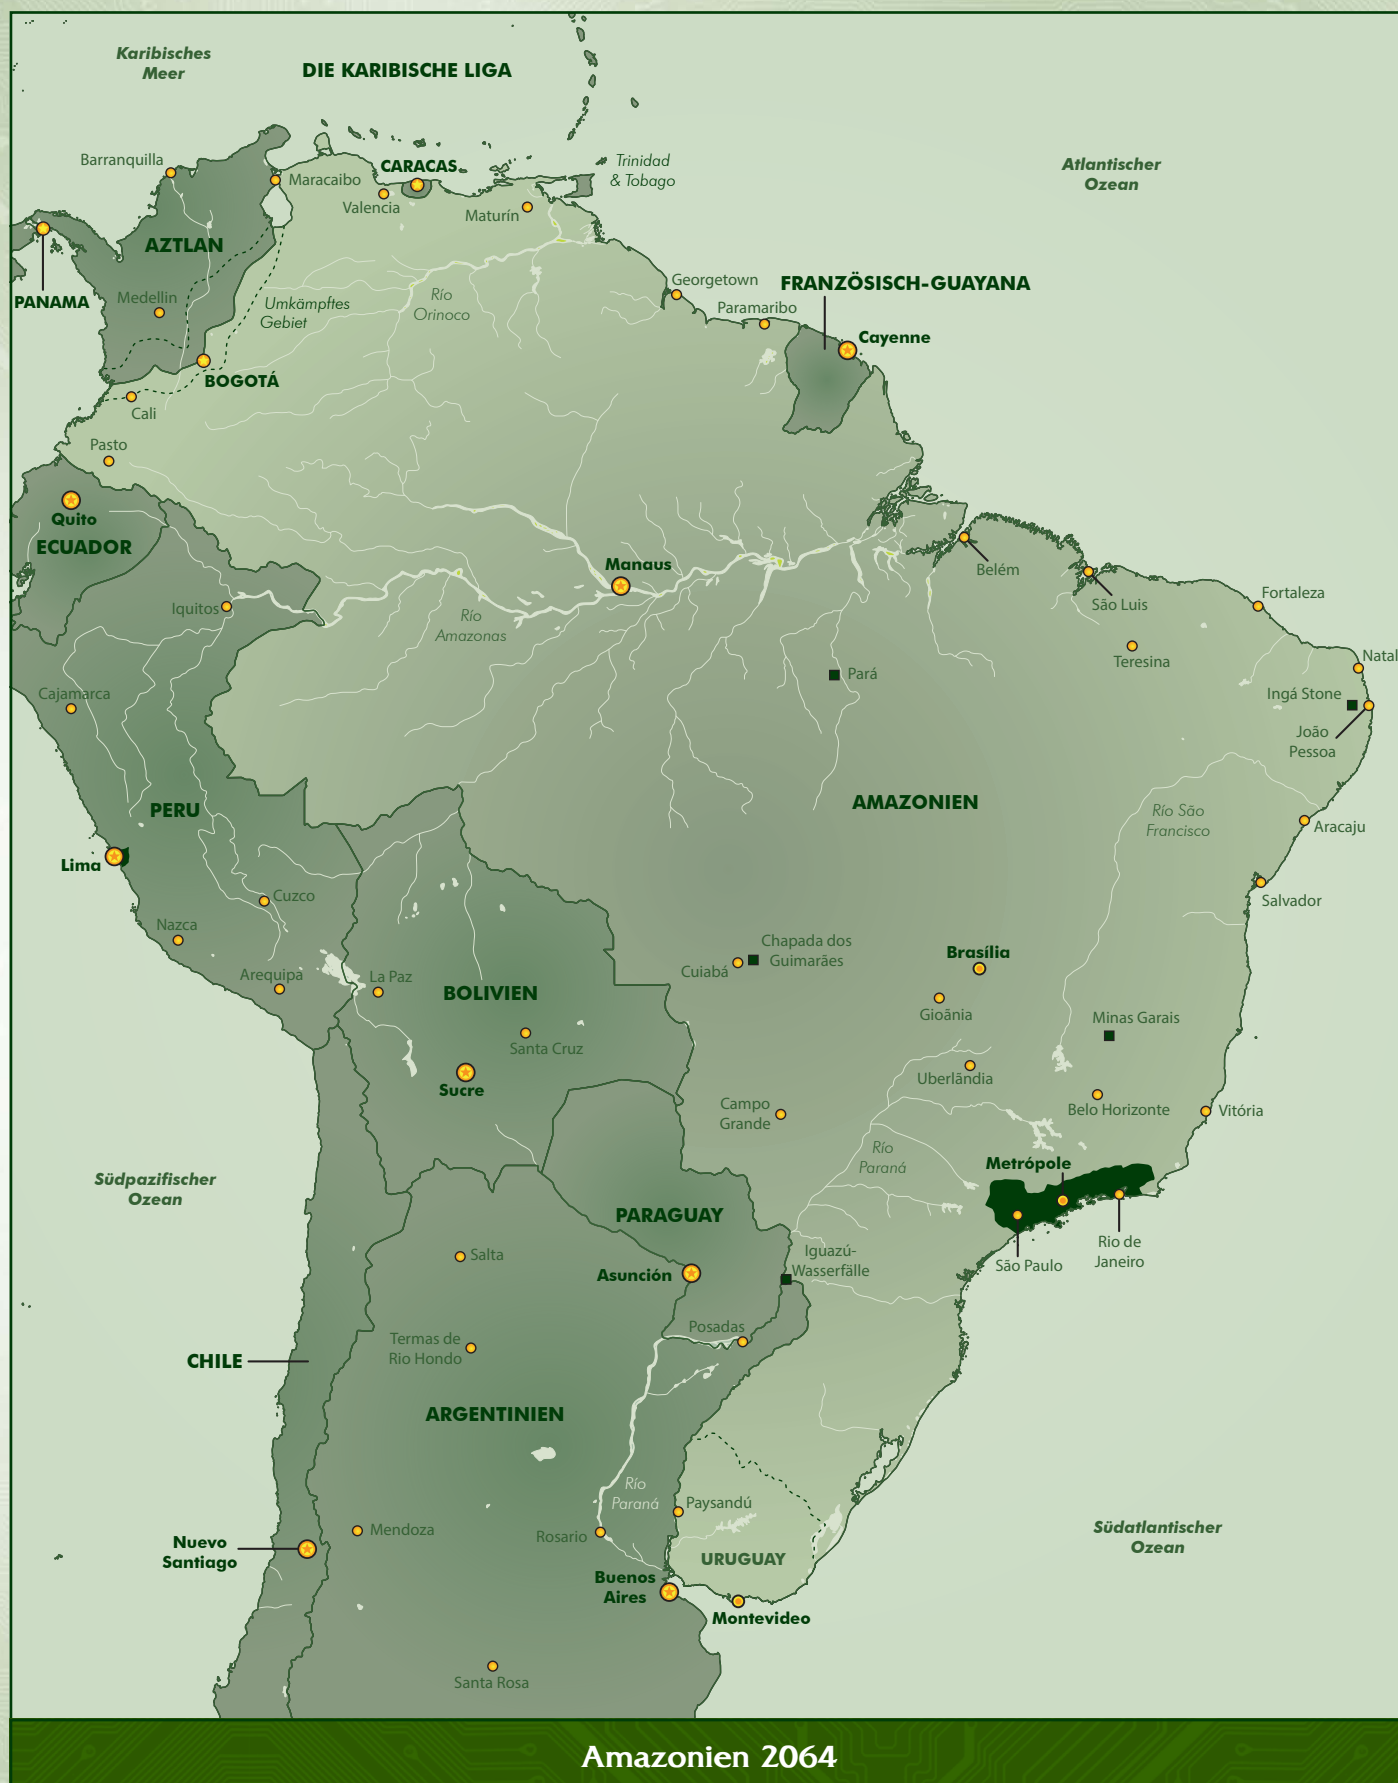 Karibisches
Meer
DIE KARIBISCHE LIGA
Atlantischer
Ozean
Trinidad
& Tobago
Barranquilla
Maracaibo
CARACAS
Valencia
Maturín
AZTLAN
PANAMA
Medellin
Umkämpftes
Gebiet
Río
Orinoco
Georgetown
FRANZÖSISCH-GUAYANA
Paramaribo
Cayenne
BOGOTÁ
Cali
Pasto
Quito
ECUADOR
Manaus
Belém
São Luis
Fortaleza
Iquitos
Río
Amazonas
Teresina
Natal
Pará
Cajamarca
Ingá Stone
João
Pessoa
PERU
AMAZONIEN
Río São
Francisco
Aracaju
Lima
Cuzco
Salvador
Nazca
Chapada dos
Guimarães
Cuiabá
Brasília
Arequipa
La Paz
BOLIVIEN
Gioãnia
Minas Garais
Santa Cruz
Sucre
Uberlãndia
Campo
Grande
Belo Horizonte
Vitória
Río
Paraná
Metrópole
Südpazifischer
Ozean
PARAGUAY
Rio de
Janeiro
São Paulo
Salta
Asunción
Iguazú-
Wasserfälle
Posadas
Termas de
Rio Hondo
CHILE
ARGENTINIEN
Río
Paraná
Paysandú
Mendoza
Rosario
Südatlantischer
Ozean
Nuevo
Santiago
URUGUAY
Buenos
Aires
Montevideo
Santa Rosa
Amazonien 2064